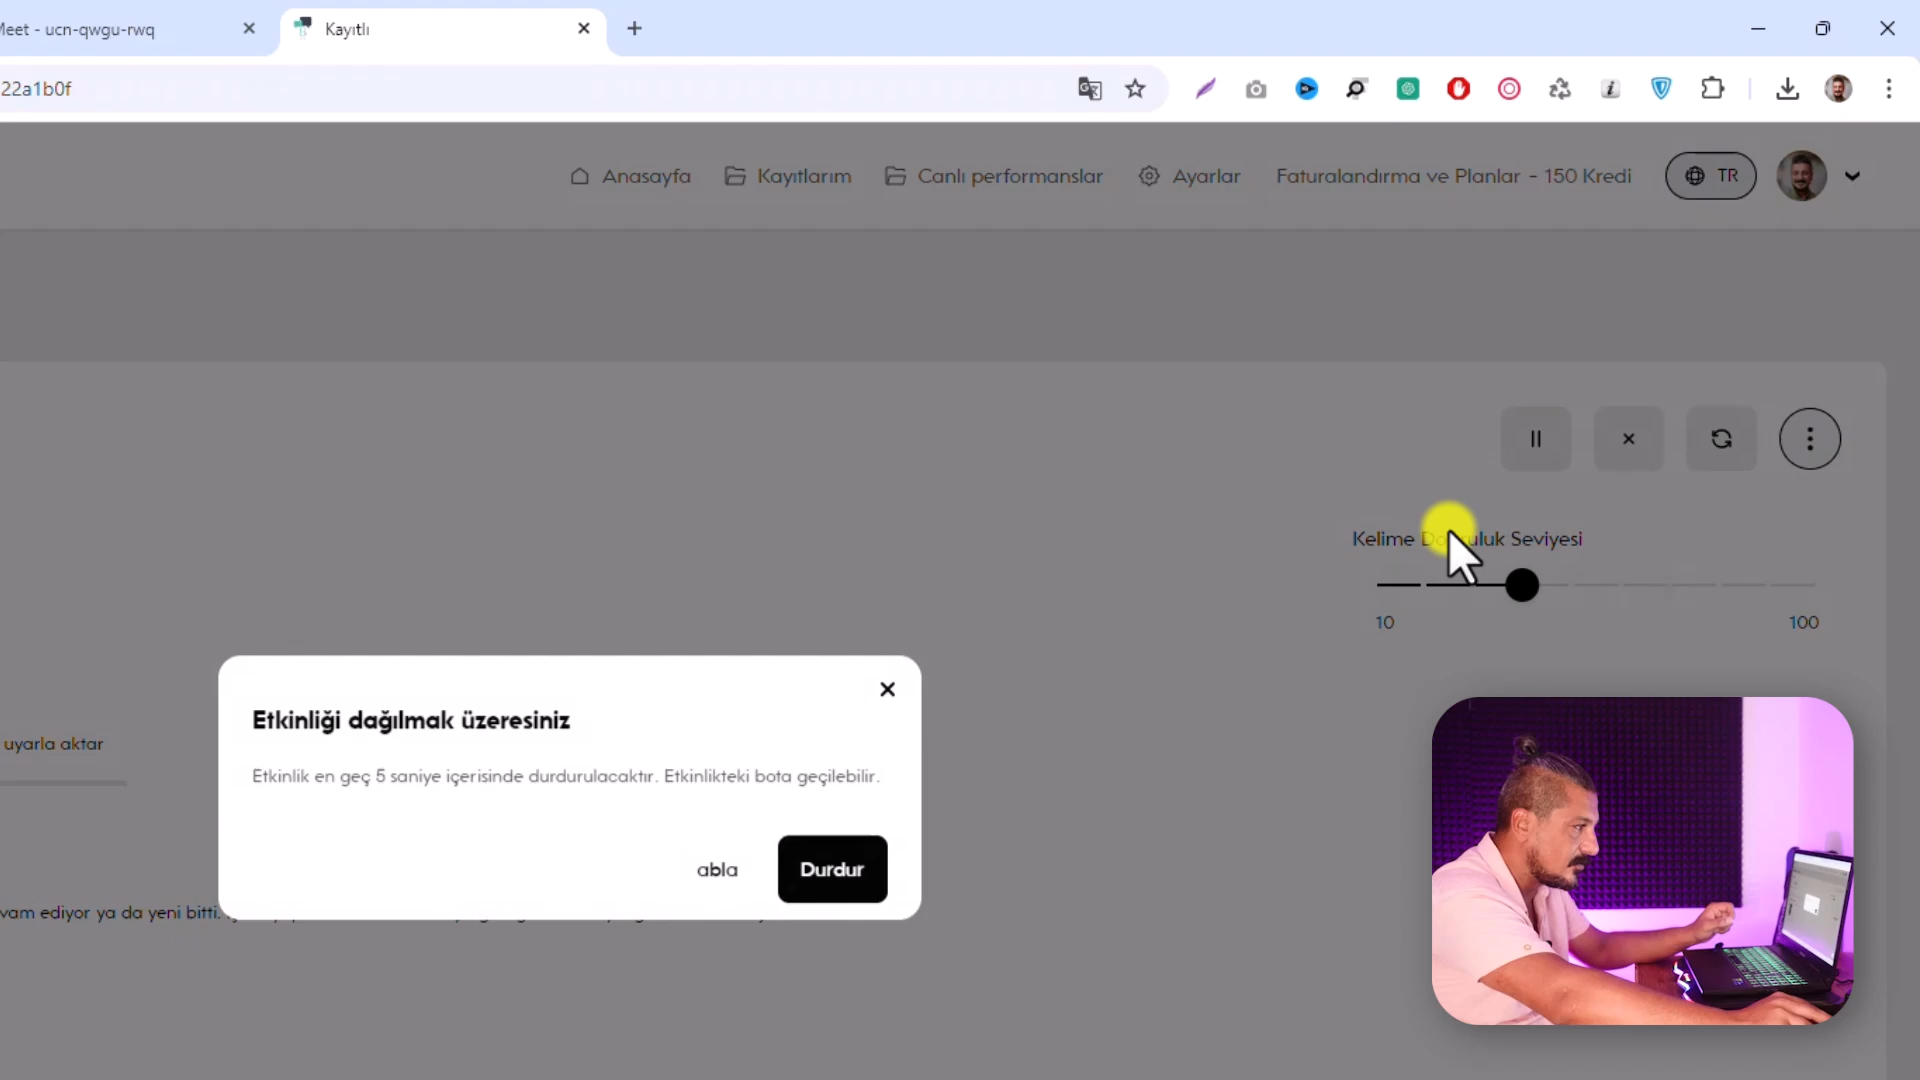 Meet - ucn-qwgu-rwq
Kayıtlı
22a1b0f
Anasayfa
Kayıtlarım
Canlı performanslar
Ayarlar
Faturalandırma ve Planlar - 150 Kredi
TR
Kelime Doğruluk Seviyesi
10
100
Etkinliği dağılmak üzeresiniz
uyarla aktar
Etkinlik en geç 5 saniye içerisinde durdurulacaktır. Etkinlikteki bota geçilebilir.
abla
Durdur
vam ediyor ya da yeni bitti.